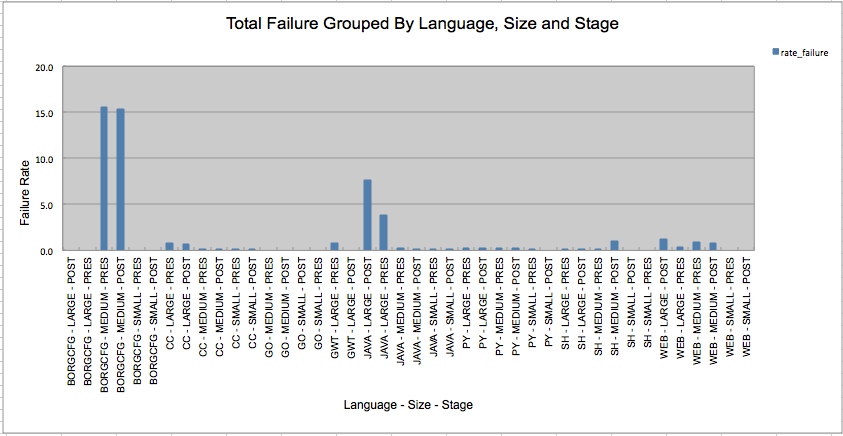 Total Failure Grouped By Language, Size and Stage
rate_failure
20.0
15.0
10.0
5.0
0.0
Failure Rate
BORGCFG - LARGE - POST
BORGCFG - LARGE - PRES
BORGCFG - MEDIUM - PRES
BORGCFG - MEDIUM - POST
BORGCFG - SMALL - PRES
BORGCFG - SMALL - POST
CC - LARGE - PRES
CC - LARGE - POST
CC - MEDIUM - PRES
CC - MEDIUM - POST
CC - SMALL - PRES
CC - SMALL - POST
GO - MEDIUM - PRES
GO - MEDIUM - POST
GO - SMALL - POST
GO - SMALL - PRES
GWT - LARGE - PRES
GWT - LARGE - POST
JAVA - LARGE - POST
JAVA - LARGE - PRES
JAVA - MEDIUM - PRES
JAVA - MEDIUM - POST
JAVA - SMALL - PRES
JAVA - SMALL - POST
PY - LARGE - PRES
PY - LARGE - POST
PY - MEDIUM - PRES
PY - MEDIUM - POST
PY - SMALL - PRES
PY - SMALL - POST
SH - LARGE - PRES
SH - LARGE - POST
SH - MEDIUM - PRES
SH - MEDIUM - POST
SH - SMALL - POST
SH - SMALL - PRES
WEB - LARGE - POST
WEB - LARGE - PRES
WEB - MEDIUM - PRES
WEB - MEDIUM - POST
WEB - SMALL - PRES
WEB - SMALL - POST
Language - Size - Stage